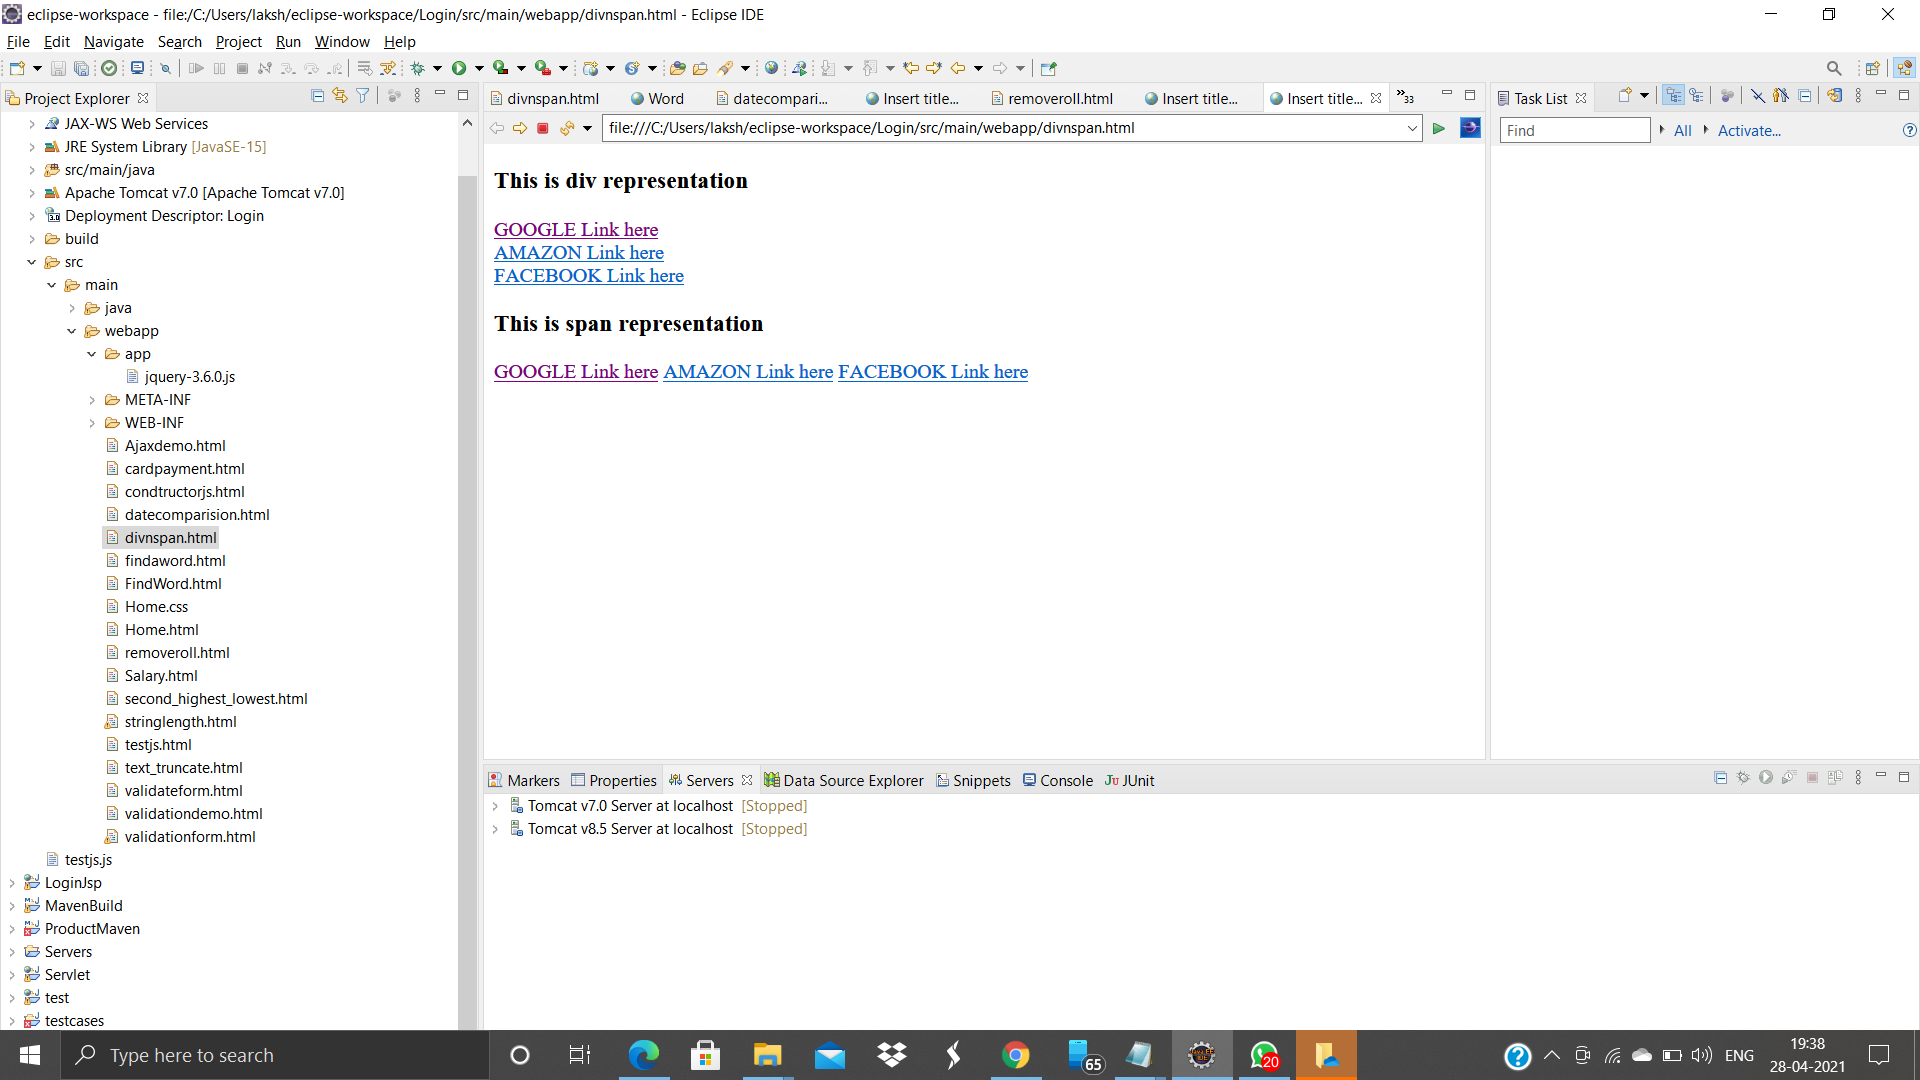 eclipse-workspace - file:/C:/Users/laksh/eclipse-workspace/Login/src/main/webapp/divnspan.html - Eclipse IDE
File Edit Navigate Search Project Run Window Help
Project Explorer
JAX-WS Web Services
JRE System Library [JavaSE-15]
src/main/java
Apache Tomcat v7.0 [Apache Tomcat v7.0]
Deployment Descriptor: Login
build
src
main
java
webapp
app
jquery-3.6.0.js
META-INF
WEB-INF
Ajaxdemo.html
cardpayment.html
condtructorjs.html
datecomparision.html
divnspan.html
findaword.html
FindWord.html
Home.css
Home.html
removeroll.html
Salary.html
second_highest_lowest.html
stringlength.html
testjs.html
text_truncate.html
validateform.html
validationdemo.html
validationform.html
testjs.js
LoginJsp
MavenBuild
ProductMaven
Servers
Servlet
test
testcases
divnspan.html Word datecompari... Insert title... removeroll.html Insert title... Insert title... »33
file:///C:/Users/laksh/eclipse-workspace/Login/src/main/webapp/divnspan.html
This is div representation
GOOGLE Link here
AMAZON Link here
FACEBOOK Link here
This is span representation
GOOGLE Link here AMAZON Link here FACEBOOK Link here
Task List
Find All Activate...
Markers Properties Servers Data Source Explorer Snippets Console JUnit
Tomcat v7.0 Server at localhost [Stopped]
Tomcat v8.5 Server at localhost [Stopped]
Type here to search
65
20
ENG
19:38
28-04-2021